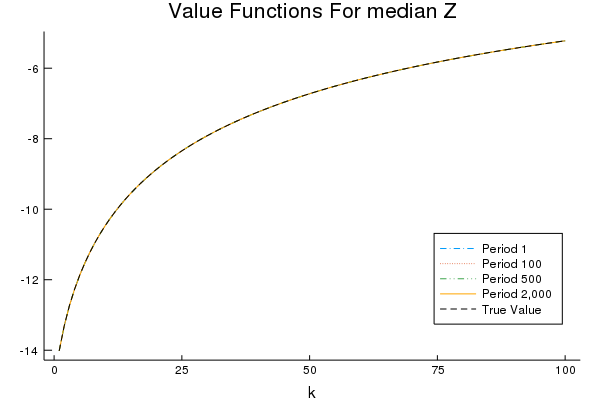 Value Functions For median Z
-6
-8
-10
-12
-14
Period 1
Period 100
Period 500
Period 2,000
True Value
0 25 50 75 100
k